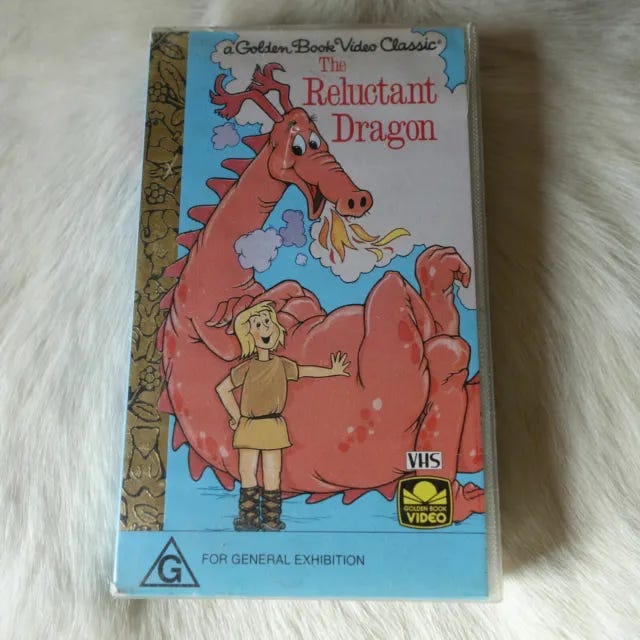 a Golden Book Video Classic®
The
Reluctant
Dragon
VHS
GOLDEN BOOK
VIDEO
G
FOR GENERAL EXHIBITION